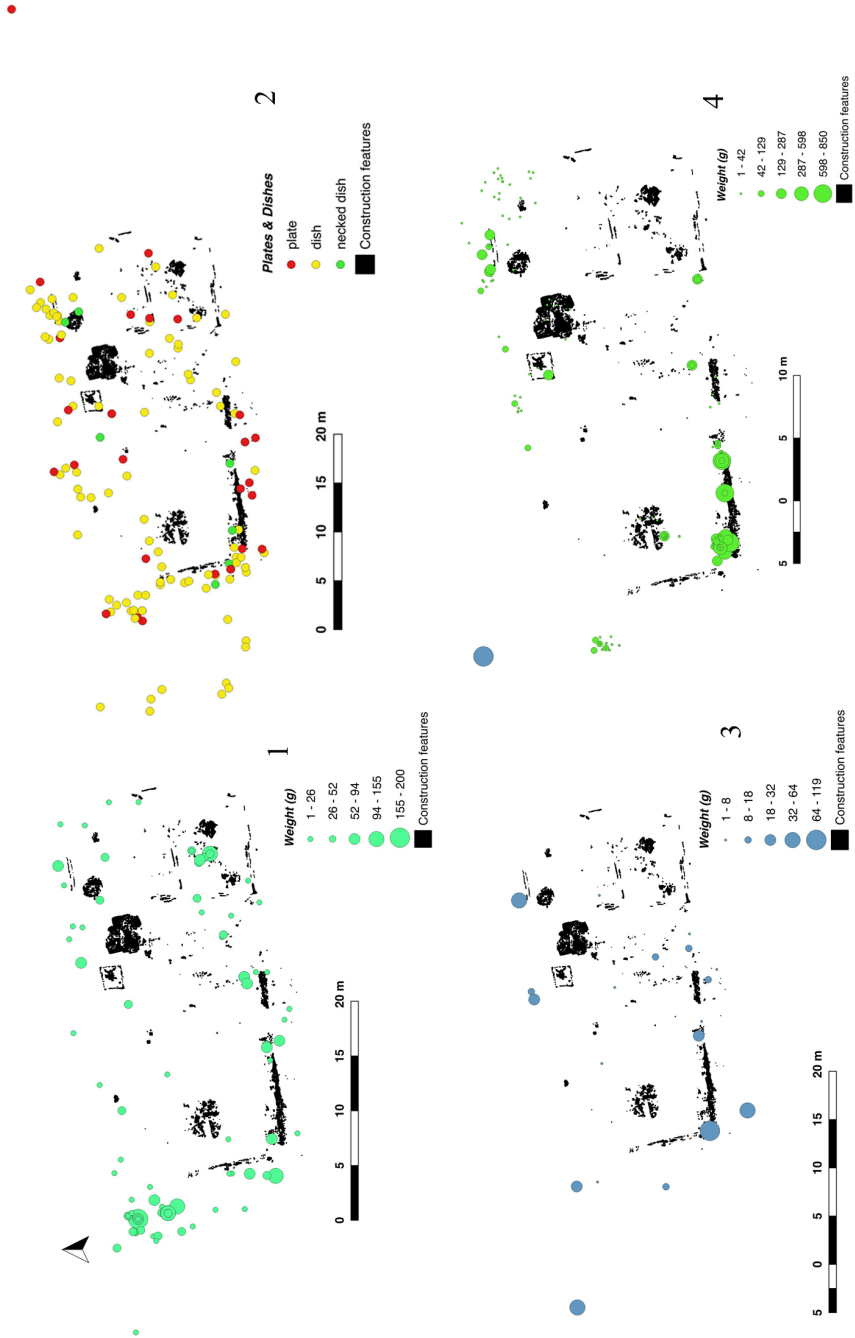 1
Weight (g)
1 - 26
26 - 52
52 - 94
94 - 155
155 - 200
Construction features
0 5 10 15 20 m
2
Plates & Dishes
plate
dish
necked dish
Construction features
0 5 10 15 20 m
3
Weight (g)
1 - 8
8 - 18
18 - 32
32 - 64
64 - 119
Construction features
5 0 5 10 15 20 m
4
Weight (g)
1 - 42
42 - 129
129 - 287
287 - 598
598 - 850
Construction features
5 0 5 10 m